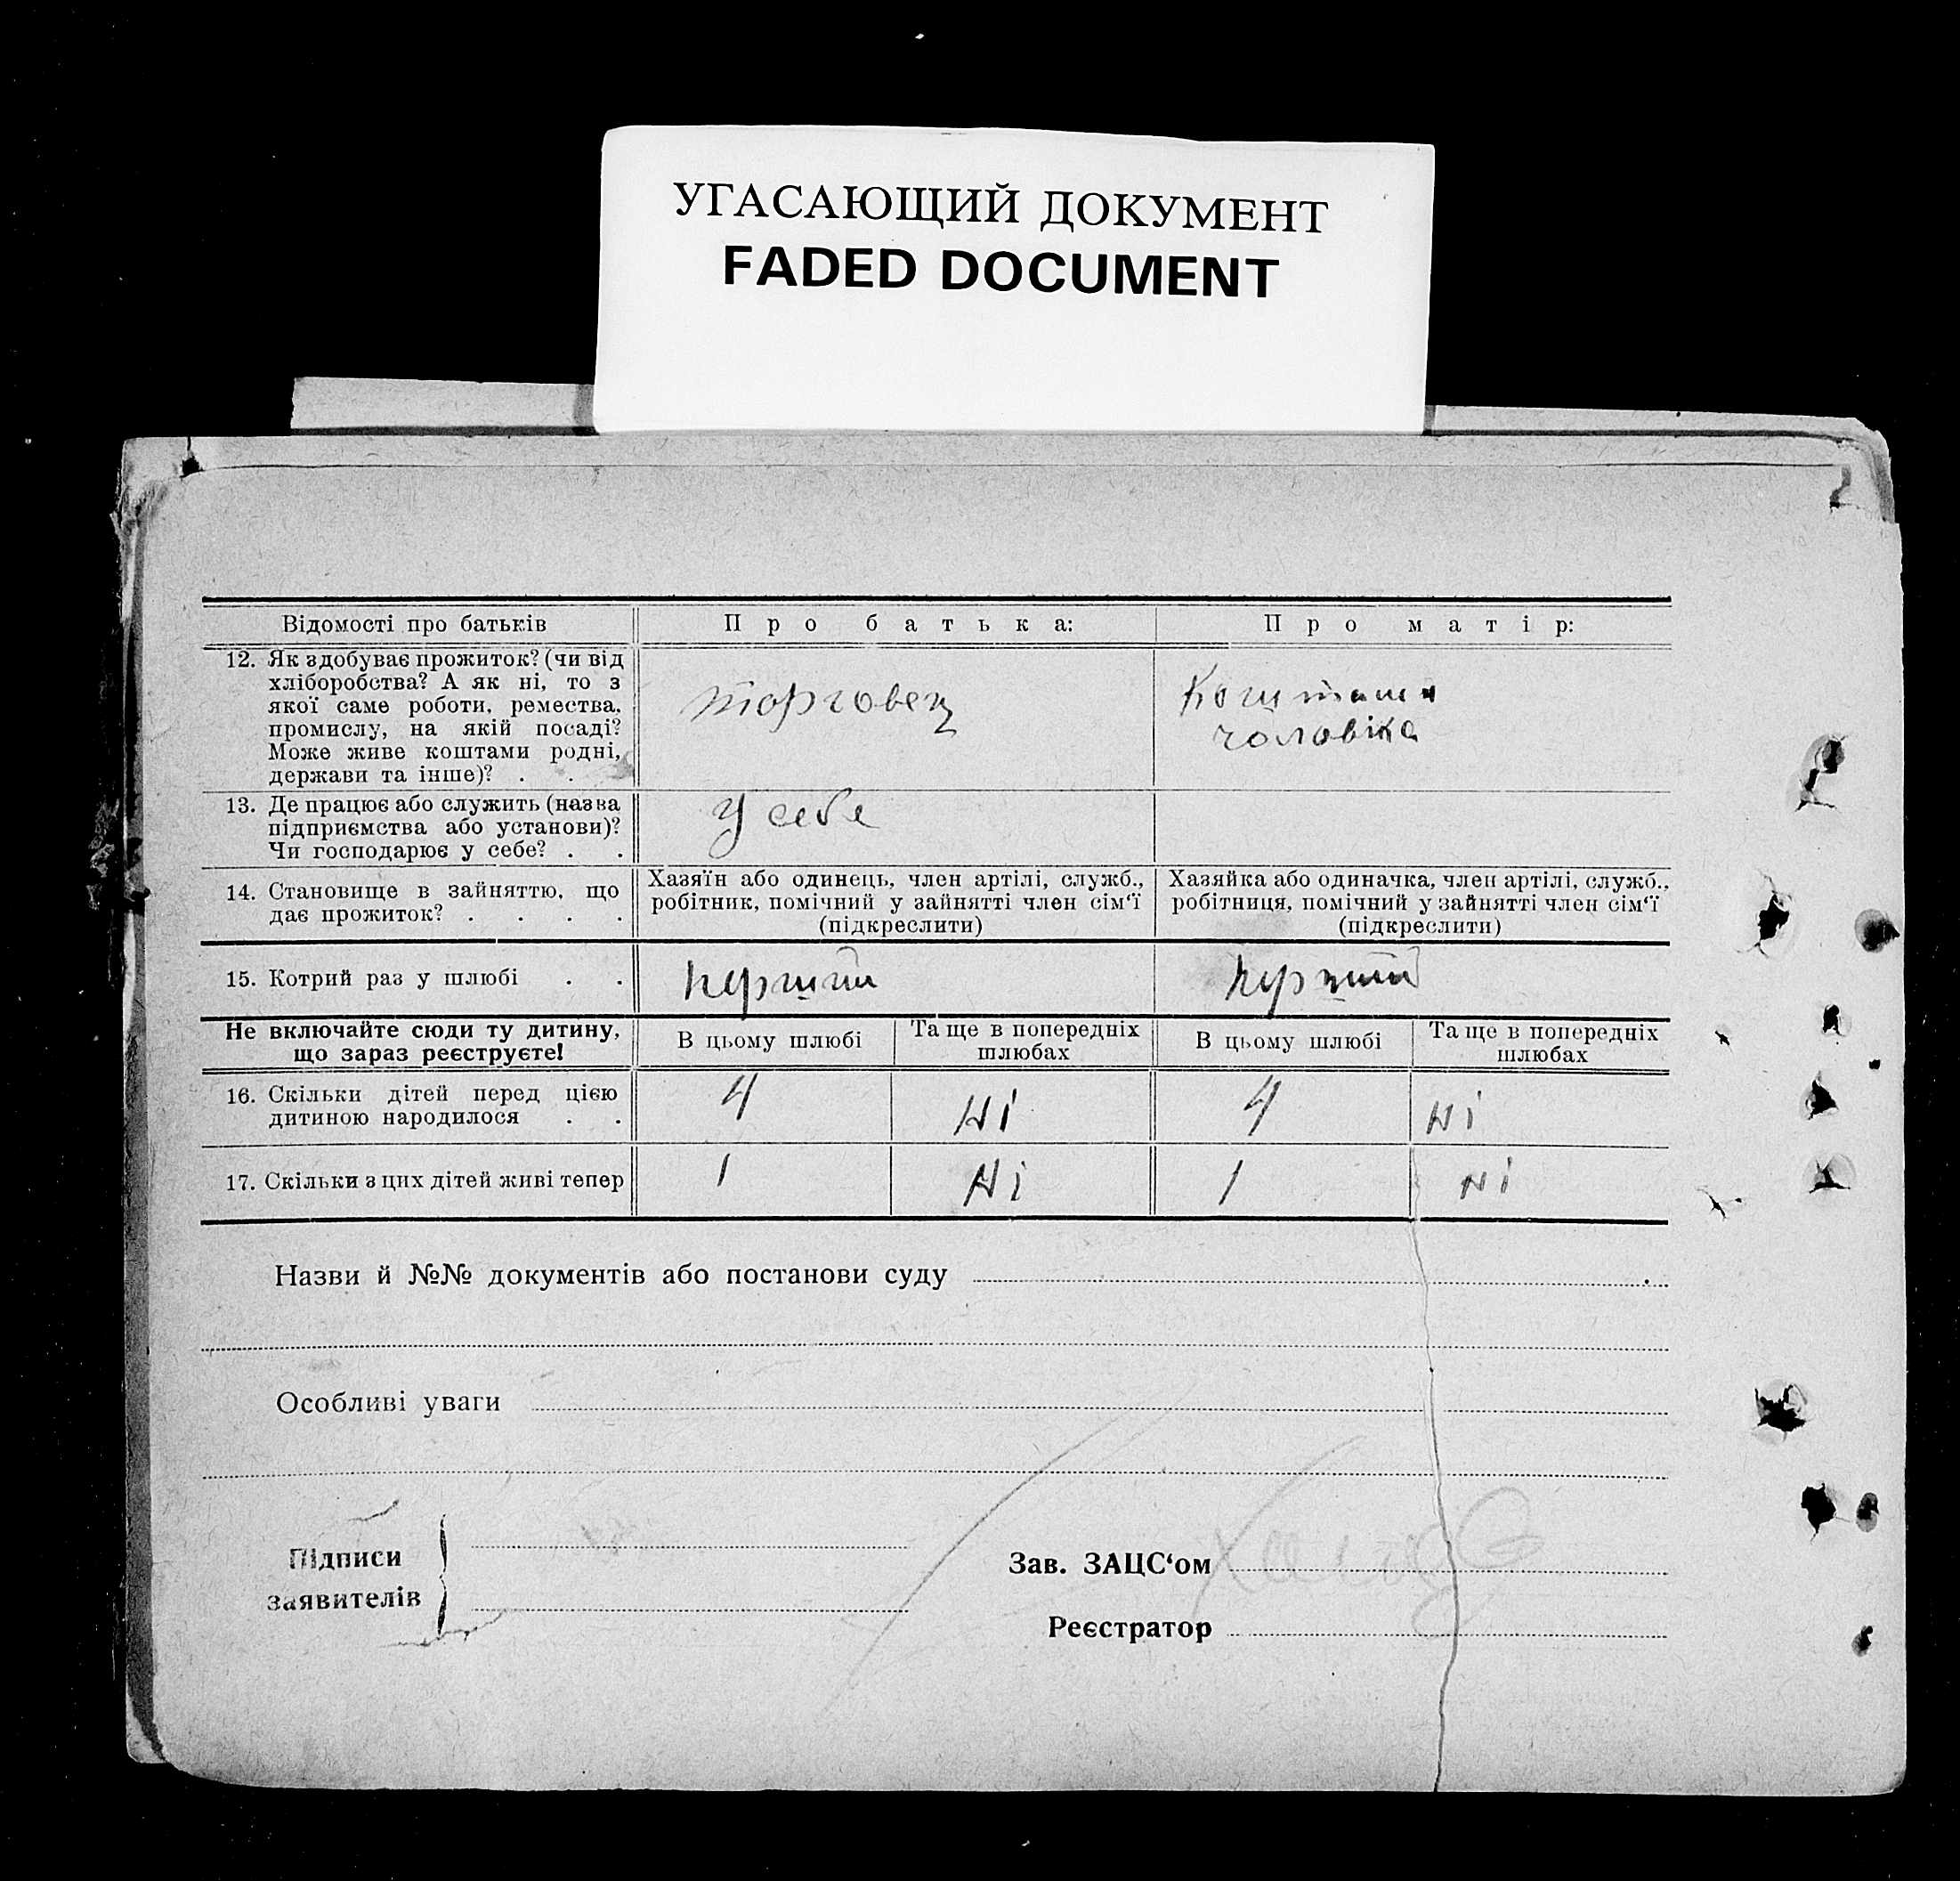 УГАСАЮЩИЙ ДОКУМЕНТ
FADED DOCUMENT
Відомості про батьків
Про батька:
Про матір:
12. Як здобуває прожиток? (чи від
хліборобства? А як ні, то з
якої саме роботи, ремества,
промислу, на якій посаді?
Може живе коштами родні,
держави та інше)? . .
торговец
Коштами
чоловіка
13. Де працює або служить (назва
підприємства або установи)?
Чи господарює у себе? . .
У себе
14. Становище в зайняттю, що
дає прожиток? . . . .
Хазяїн або одинець, член артілі, служб.,
робітник, помічний у зайнятті член сім‘ї
(підкреслити)
Хазяйка або одиначка, член артілі, служб.,
робітниця, помічний у зайнятті член сім‘ї
(підкреслити)
15. Котрий раз у шлюбі . .
перший
перший
Не включайте сюди ту дитину,
що зараз реєструєте!
В цьому шлюбі
Та ще в попередніх
шлюбах
В цьому шлюбі
Та ще в попередніх
шлюбах
16. Скільки дітей перед цією
дитиною народилося . .
4
ні
4
ні
17. Скільки з цих дітей живі тепер
1
ні
1
ні
Назви й №№ документів або постанови суду
Особливі уваги
Підписи
заявителів
Зав. ЗАЦС‘ом
Реєстратор